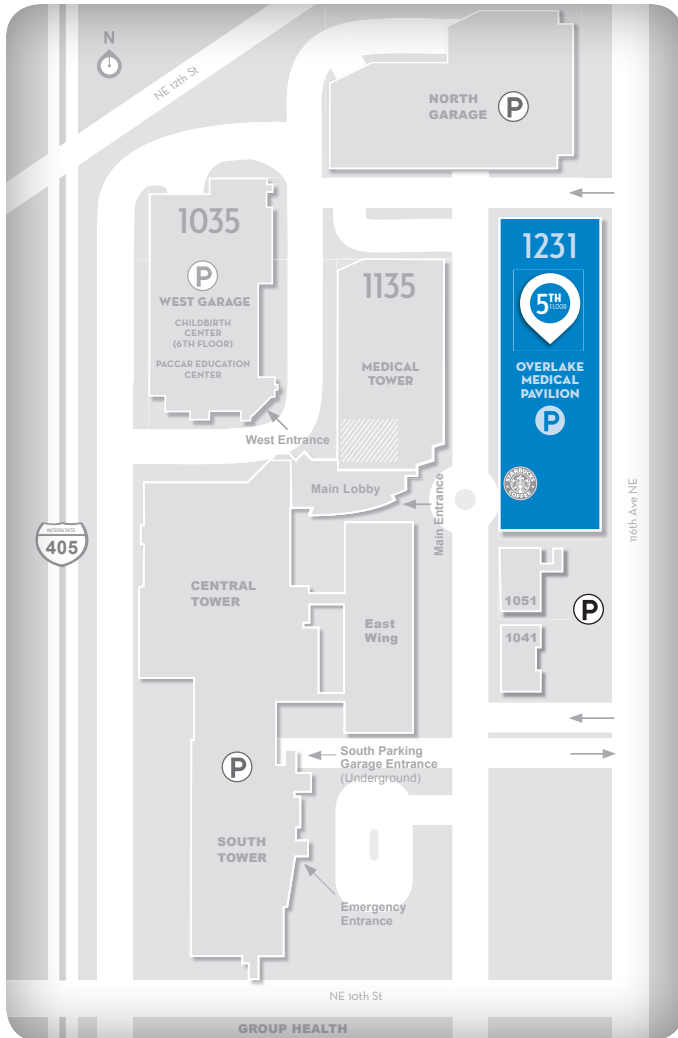 N
NE 12th St
NORTH
GARAGE
P
1035
P
WEST GARAGE
CHILDBIRTH
CENTER
(6TH FLOOR)
PACCAR EDUCATION
CENTER
1135
MEDICAL
TOWER
1231
5TH
FLOOR
OVERLAKE
MEDICAL
PAVILION
P
STARBUCKS
COFFEE
West Entrance
Main Lobby
Main Entrance
116th Ave NE
INTERSTATE
405
CENTRAL
TOWER
East
Wing
1051
P
1041
South Parking
Garage Entrance
(Underground)
P
SOUTH
TOWER
Emergency
Entrance
NE 10th St
GROUP HEALTH